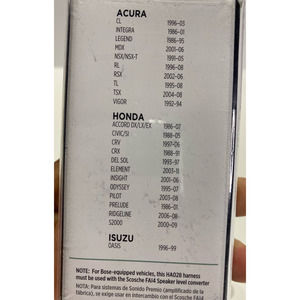 ACURA
CL 1996-03
INTEGRA 1986-01
LEGEND 1986-95
MDX 2001-06
NSX/NSX-T 1991-05
RL 1996-08
RSX 2002-06
TL 1995-08
TSX 2004-08
VIGOR 1992-94
HONDA
ACCORD DX/LX/EX 1986-07
CIVIC/SI 1988-05
CRV 1997-06
CRX 1988-91
DEL SOL 1993-97
ELEMENT 2003-11
INSIGHT 2001-06
ODYSSEY 1995-07
PILOT 2003-08
PRELUDE 1986-01
RIDGELINE 2006-08
S2000 2000-09
ISUZU
OASIS 1996-99
NOTE: For Bose-equipped vehicles, this HA02B harness
must be used with the Scosche FAI4 Speaker level converter
NOTA: Para sistemas de Sonido Premio (amplificado de la
fábrica), se exige usar en intercambio con el Scosche FAI4